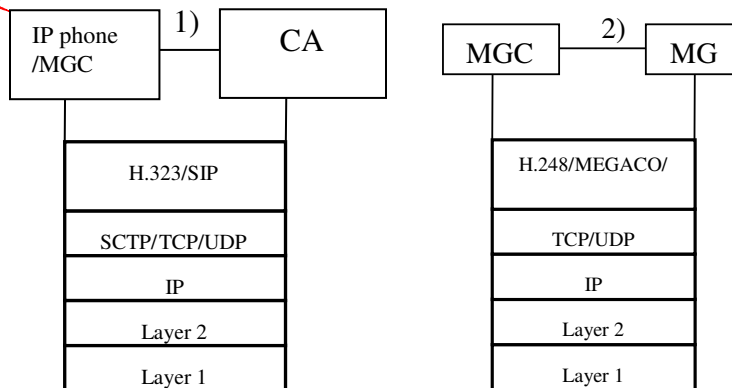 IP phone
/MGC
1)
CA
H.323/SIP
SCTP/TCP/UDP
IP
Layer 2
Layer 1
MGC
2)
MG
H.248/MEGACO/
TCP/UDP
IP
Layer 2
Layer 1